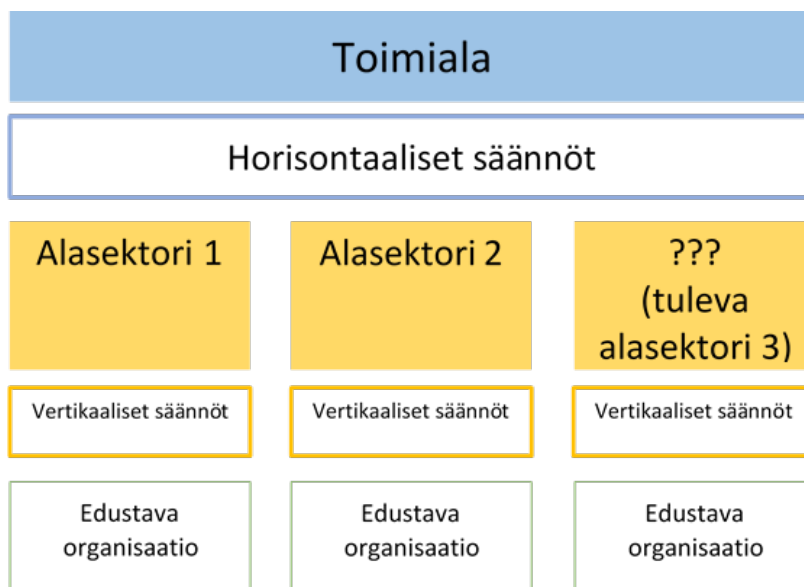 Toimiala
Horisontaaliset säännöt
Alasektori 1
Alasektori 2
???
(tuleva
alasektori 3)
Vertikaaliset säännöt
Vertikaaliset säännöt
Vertikaaliset säännöt
Edustava
organisaatio
Edustava
organisaatio
Edustava
organisaatio